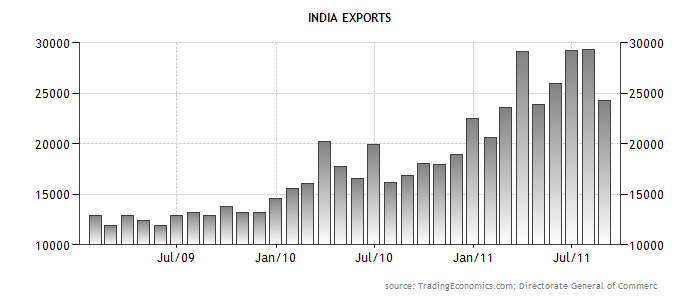 INDIA EXPORTS
30000 30000
25000 25000
20000 20000
15000 15000
10000 10000
Jul/09 Jan/10 Jul/10 Jan/11 Jul/11
source: TradingEconomics.com; Directorate General of Commerc